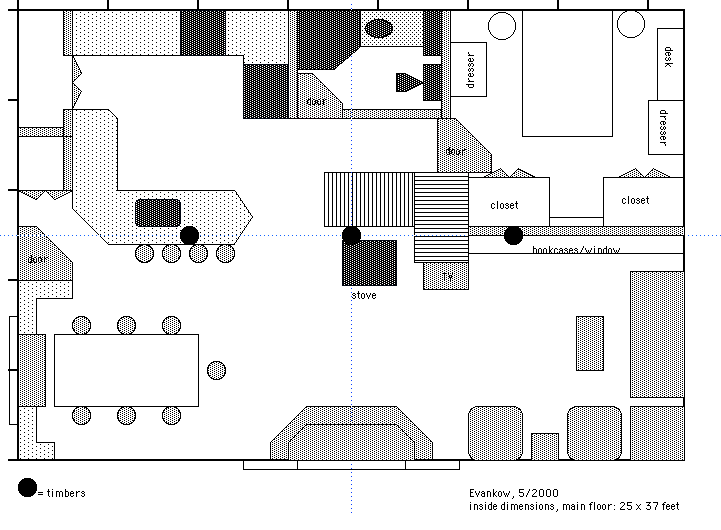 desk
dresser
door
dresser
door
closet
closet
bookcases/window
door
TV
stove
= timbers
Evankow, 5/2000
inside dimensions, main floor: 25 x 37 feet